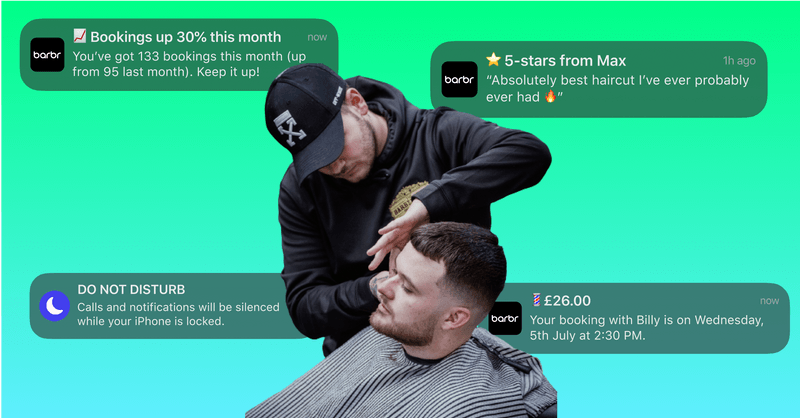 📈 Bookings up 30% this month
now
barbr
You've got 133 bookings this month (up
from 95 last month). Keep it up!
⭐ 5-stars from Max
1h ago
barbr
“Absolutely best haircut I've ever probably
ever had 🔥”
DO NOT DISTURB
Calls and notifications will be silenced
while your iPhone is locked.
💈£26.00
now
barbr
Your booking with Billy is on Wednesday,
5th July at 2:30 PM.